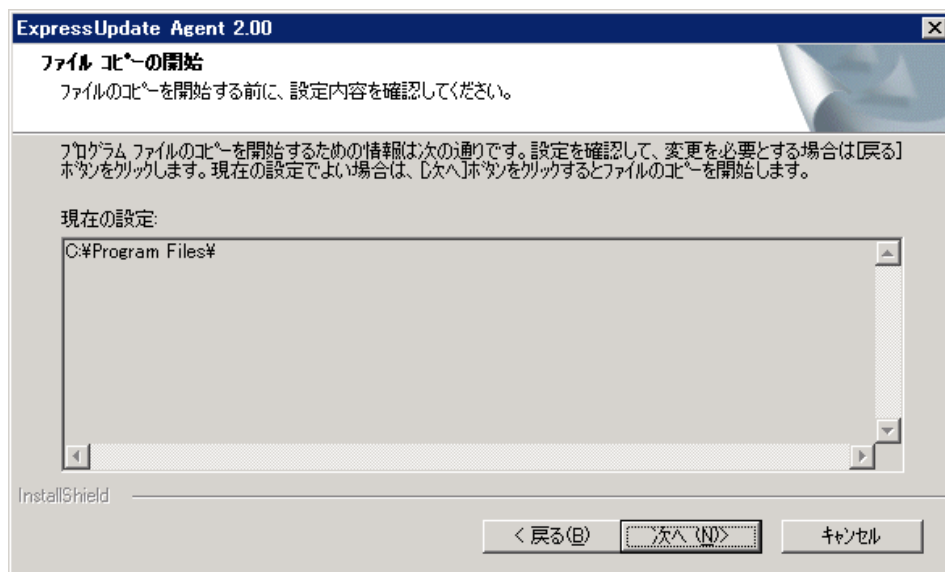 ExpressUpdate Agent 2.00
ファイル コピーの開始
ファイルのコピーを開始する前に、設定内容を確認してください。
プログラム ファイルのコピーを開始するための情報は次の通りです。設定を確認して、変更を必要とする場合は[戻る]
ボタンをクリックします。現在の設定でよい場合は、[次へ]ボタンをクリックするとファイルのコピーを開始します。
現在の設定:
C:¥Program Files¥
InstallShield
< 戻る(B)
次へ (N)>
キャンセル